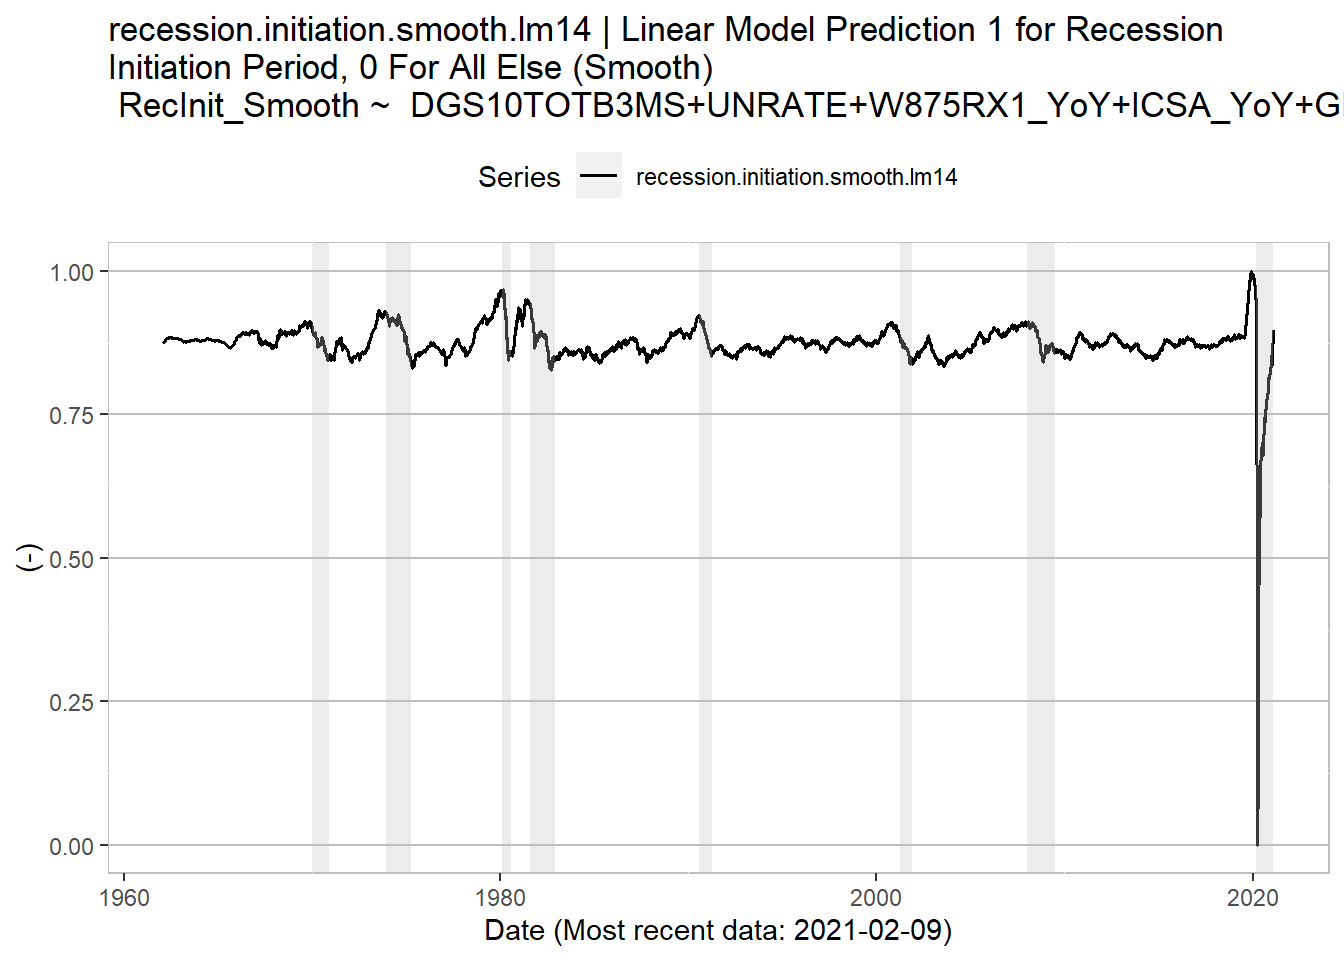 recession.initiation.smooth.lm14 | Linear Model Prediction 1 for Recession
Initiation Period, 0 For All Else (Smooth)
RecInit_Smooth ~ DGS10TOTB3MS+UNRATE+W875RX1_YoY+ICSA_YoY+G
Series recession.initiation.smooth.lm14
1.00
0.75
0.50
0.25
0.00
(-)
1960 1980 2000 2020
Date (Most recent data: 2021-02-09)